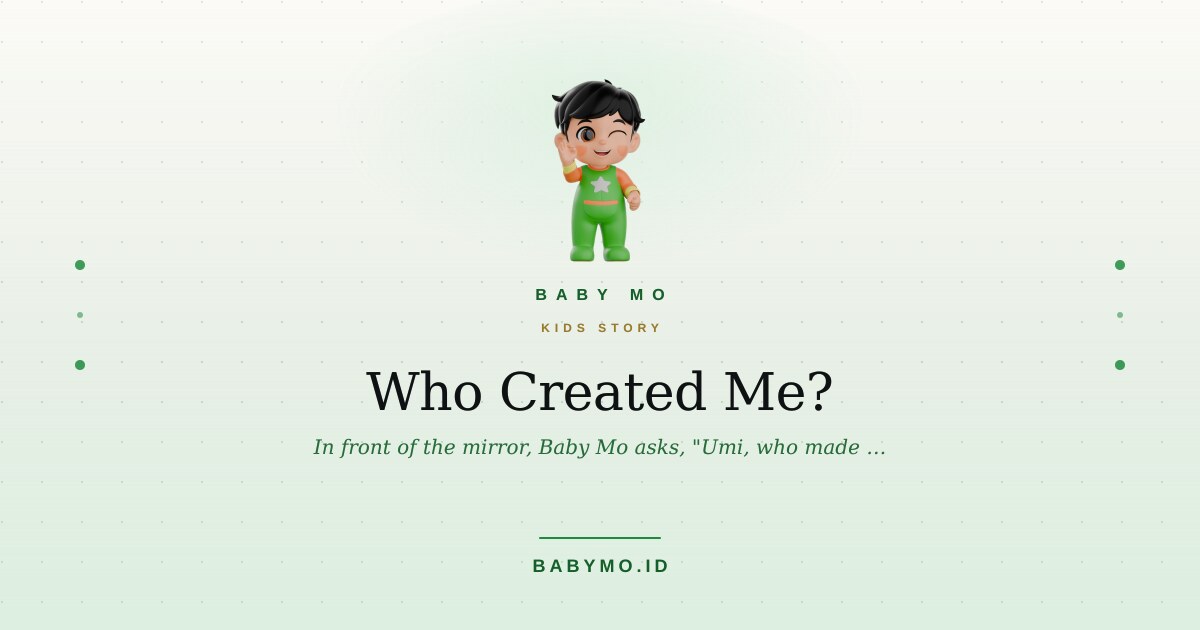 BABY MO
KIDS STORY
Who Created Me?
In front of the mirror, Baby Mo asks, "Umi, who made ...
BABYMO.ID